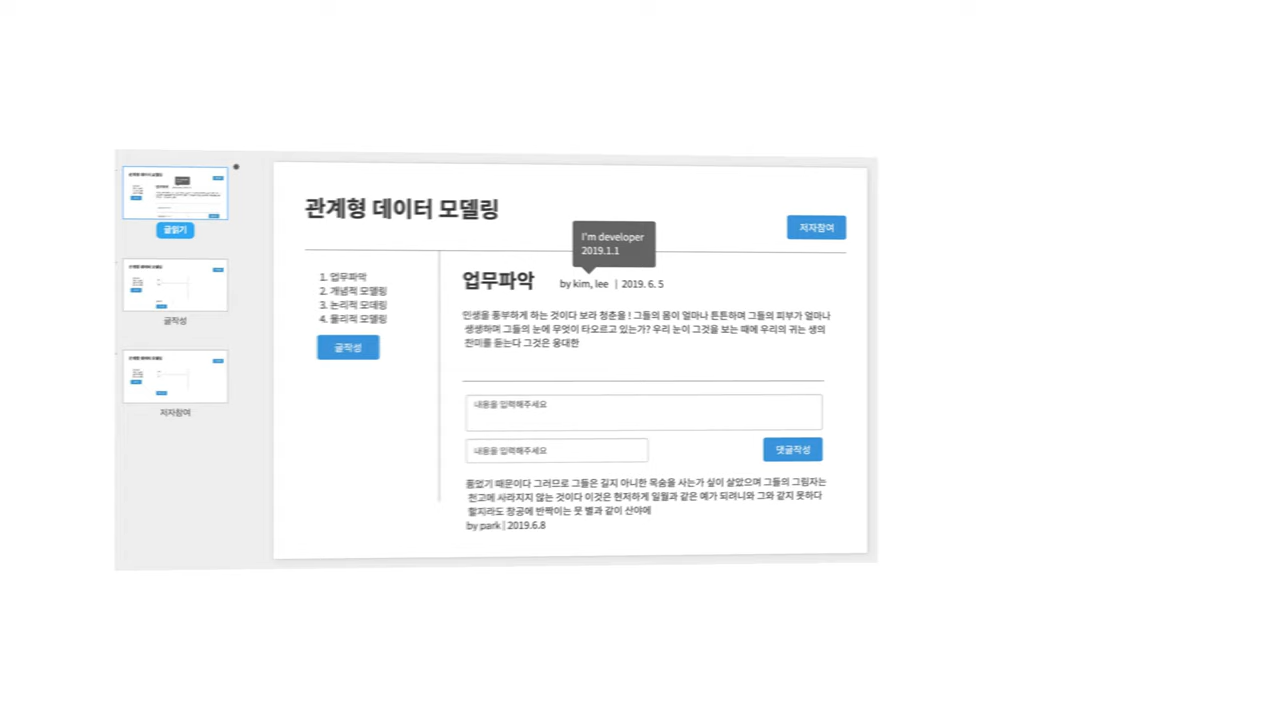 글읽기
글작성
저자참여
관계형 데이터 모델링
저자참여
I'm developer
2019.1.1
1. 업무파악
2. 개념적 모델링
3. 논리적 모데링
4. 물리적 모델링
글작성
업무파악 by kim, lee | 2019. 6. 5
인생을 풍부하게 하는 것이다 보라 청춘을 ! 그들의 몸이 얼마나 튼튼하며 그들의 피부가 얼마나
생생하며 그들의 눈에 무엇이 타오르고 있는가? 우리 눈이 그것을 보는 때에 우리의 귀는 생의
찬미를 듣는다 그것은 웅대한
내용을 입력해주세요
내용을 입력해주세요
댓글작성
품었기 때문이다 그러므로 그들은 길지 아니한 목숨을 사는가 싶이 살았으며 그들의 그림자는
천고에 사라지지 않는 것이다 이것은 현저하게 일월과 같은 예가 되려니와 그와 같지 못하다
할지라도 창공에 반짝이는 뭇 별과 같이 산야에
by park | 2019.6.8